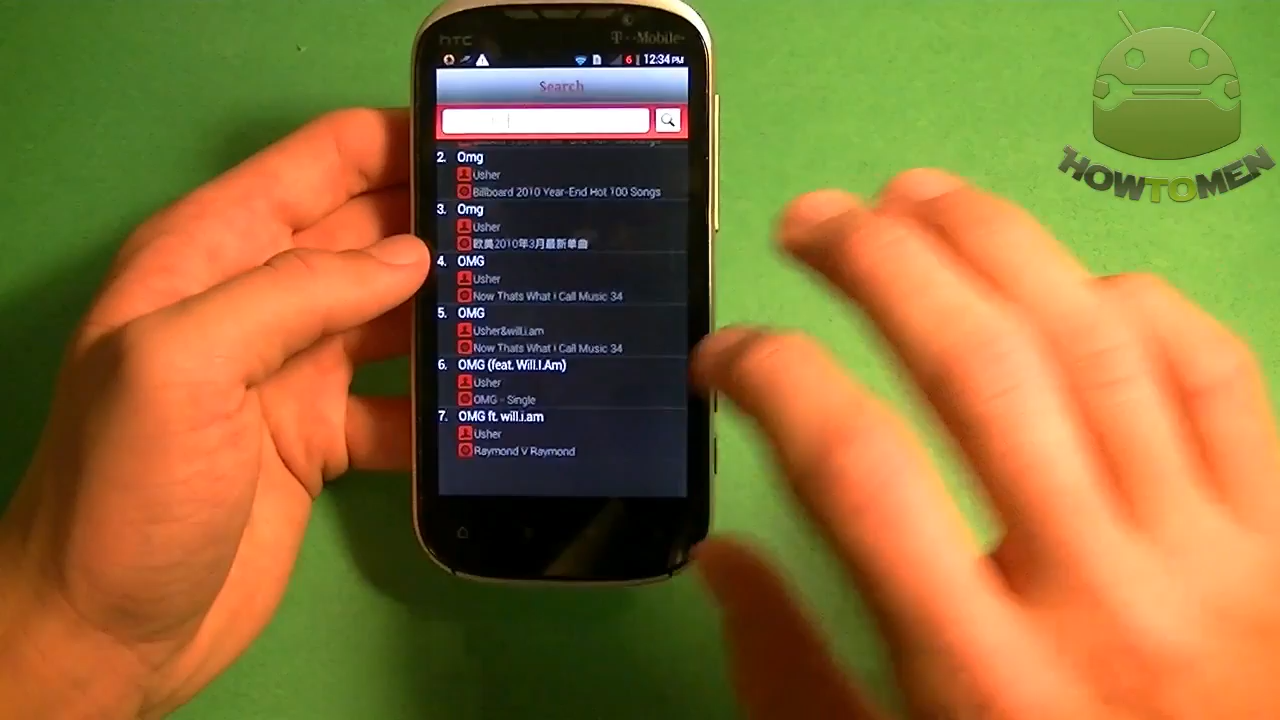 hTC
T··Mobile·
6
12:34 PM
Search
2. Omg
Usher
Billboard 2010 Year-End Hot 100 Songs
3. Omg
Usher
欧美2010年3月最新单曲
4. OMG
Usher
Now Thats What I Call Music 34
5. OMG
Usher&will.i.am
Now Thats What I Call Music 34
6. OMG (feat. Will.I.Am)
Usher
OMG - Single
7. OMG ft. will.i.am
Usher
Raymond V Raymond
HOWTOMEN